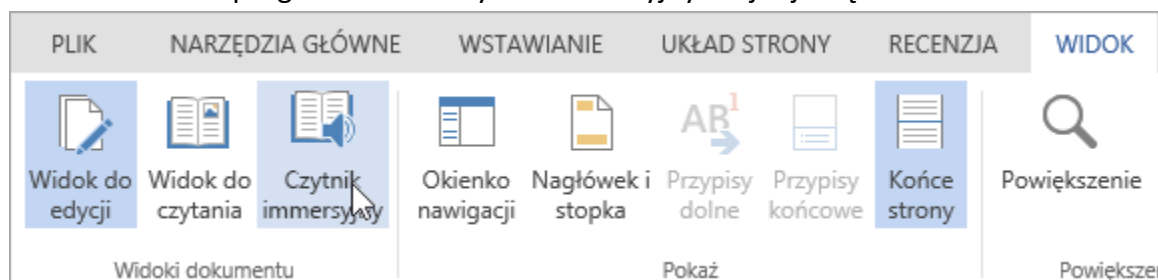 PLIK NARZĘDZIA GŁÓWNE WSTAWIANIE UKŁAD STRONY RECENZJA WIDOK
AB1
Widok do edycji
Widok do czytania
Czytnik immersyjny
Okienko nawigacji
Nagłówek i stopka
Przypisy dolne
Przypisy końcowe
Końce strony
Powiększenie
Widoki dokumentu
Pokaż